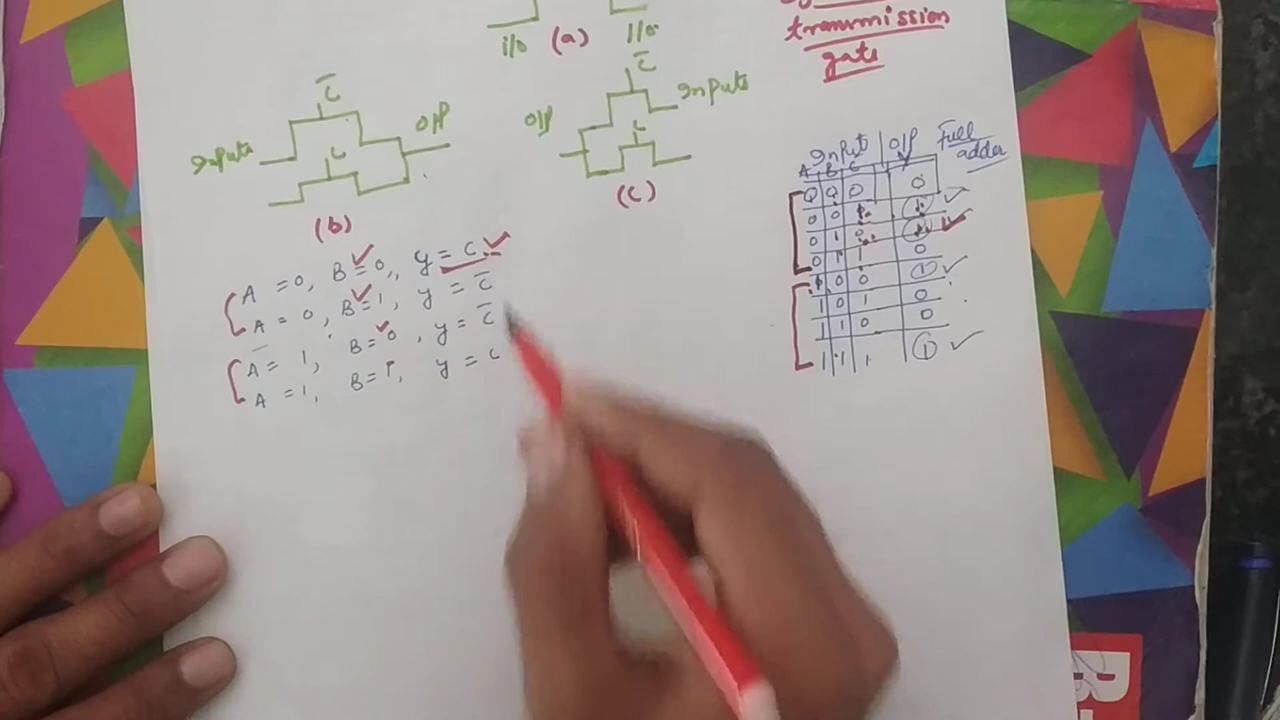 transmission
gate
i/o (a) i/o
C̅
Inputs
C
O/P
(b)
C̅
Inputs
O/P
C
(c)
A = 0, B = 0, y = C
A = 0, B = 1, y = C̅
A = 1, B = 0, y = C̅
A = 1, B = 1, y = C
Input O/P Full adder
A B C Y
0 0 0 0
0 0 1 1
0 1 0 1
0 1 1 0
1 0 0 1
1 0 1 0
1 1 0 0
1 1 1 1